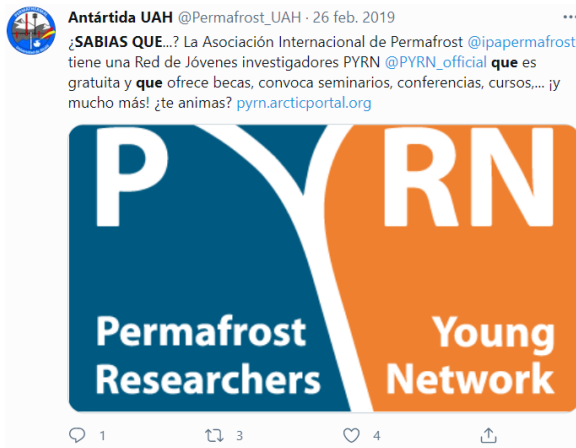 Antártida UAH @Permafrost_UAH · 26 feb. 2019 ...
¿SABIAS QUE...? La Asociación Internacional de Permafrost @ipapermafrost
tiene una Red de Jóvenes investigadores PYRN @PYRN_official que es
gratuita y que ofrece becas, convoca seminarios, conferencias, cursos,... ¡y
mucho más! ¿te animas? pyrn.arcticportal.org
PYRN
Permafrost Young
Researchers Network
1 3 4